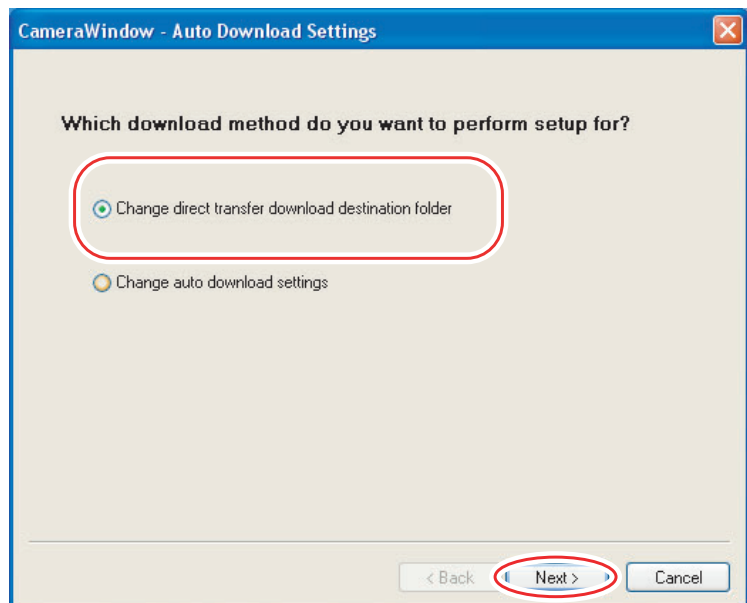 CameraWindow - Auto Download Settings
Which download method do you want to perform setup for?
Change direct transfer download destination folder
Change auto download settings
< Back Next > Cancel